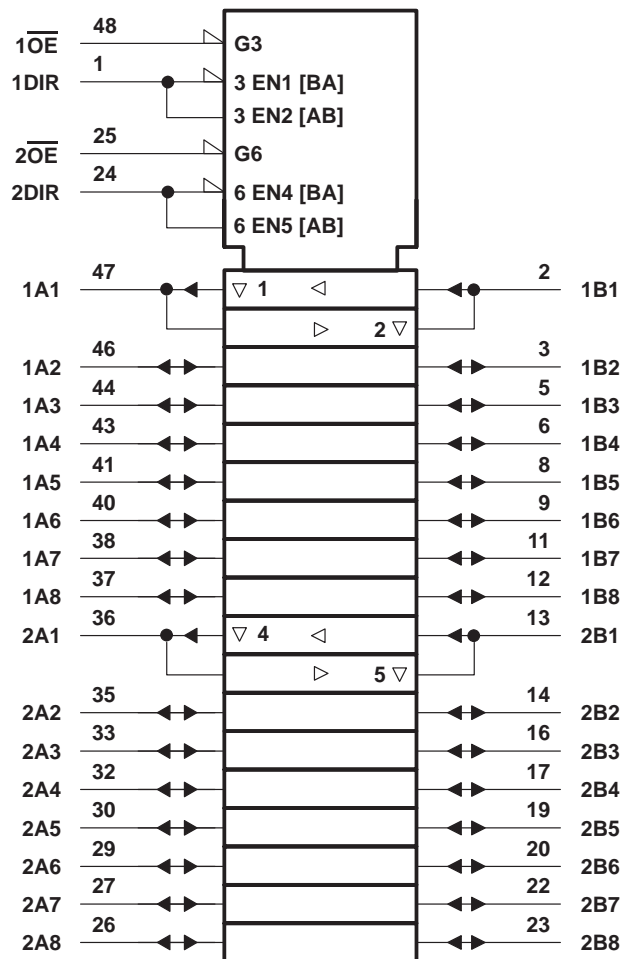 48
1O̅E̅ G3
1
1DIR 3 EN1 [BA]
3 EN2 [AB]
25
2O̅E̅ G6
24
2DIR 6 EN4 [BA]
6 EN5 [AB]
47 2
1A1 ▽ 1 ◁ 1B1
▷ 2 ▽
46 3
1A2 1B2
44 5
1A3 1B3
43 6
1A4 1B4
41 8
1A5 1B5
40 9
1A6 1B6
38 11
1A7 1B7
37 12
1A8 1B8
36 13
2A1 ▽ 4 ◁ 2B1
▷ 5 ▽
35 14
2A2 2B2
33 16
2A3 2B3
32 17
2A4 2B4
30 19
2A5 2B5
29 20
2A6 2B6
27 22
2A7 2B7
26 23
2A8 2B8